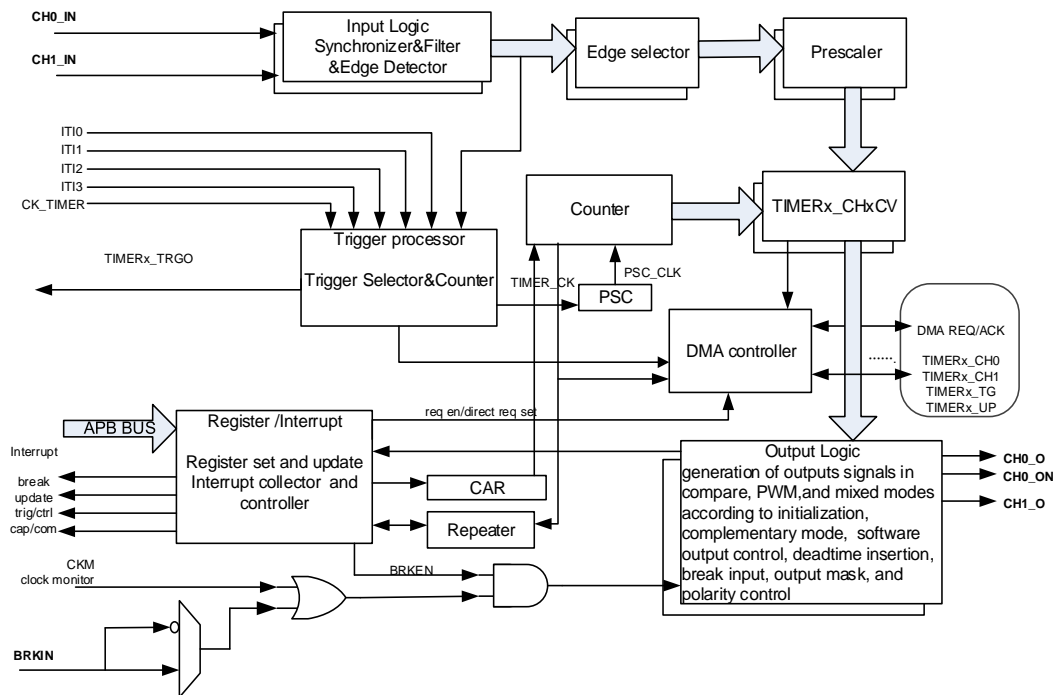 CH0_IN
CH1_IN
Input Logic
Synchronizer&Filter
&Edge Detector
Edge selector
Prescaler
ITI0
ITI1
ITI2
ITI3
CK_TIMER
Trigger processor
Trigger Selector&Counter
TIMERx_TRGO
Counter
TIMERx_CHxCV
TIMER_CK
PSC_CLK
PSC
DMA controller
DMA REQ/ACK
.......
TIMERx_CH0
TIMERx_CH1
TIMERx_TG
TIMERx_UP
APB BUS
Register /Interrupt
Register set and update
Interrupt collector and
controller
req en/direct req set
Interrupt
break
update
trig/ctrl
cap/com
CAR
Repeater
Output Logic
generation of outputs signals in
compare, PWM,and mixed modes
according to initialization,
complementary mode, software
output control, deadtime insertion,
break input, output mask, and
polarity control
CH0_O
CH0_ON
CH1_O
CKM
clock monitor
BRKEN
BRKIN